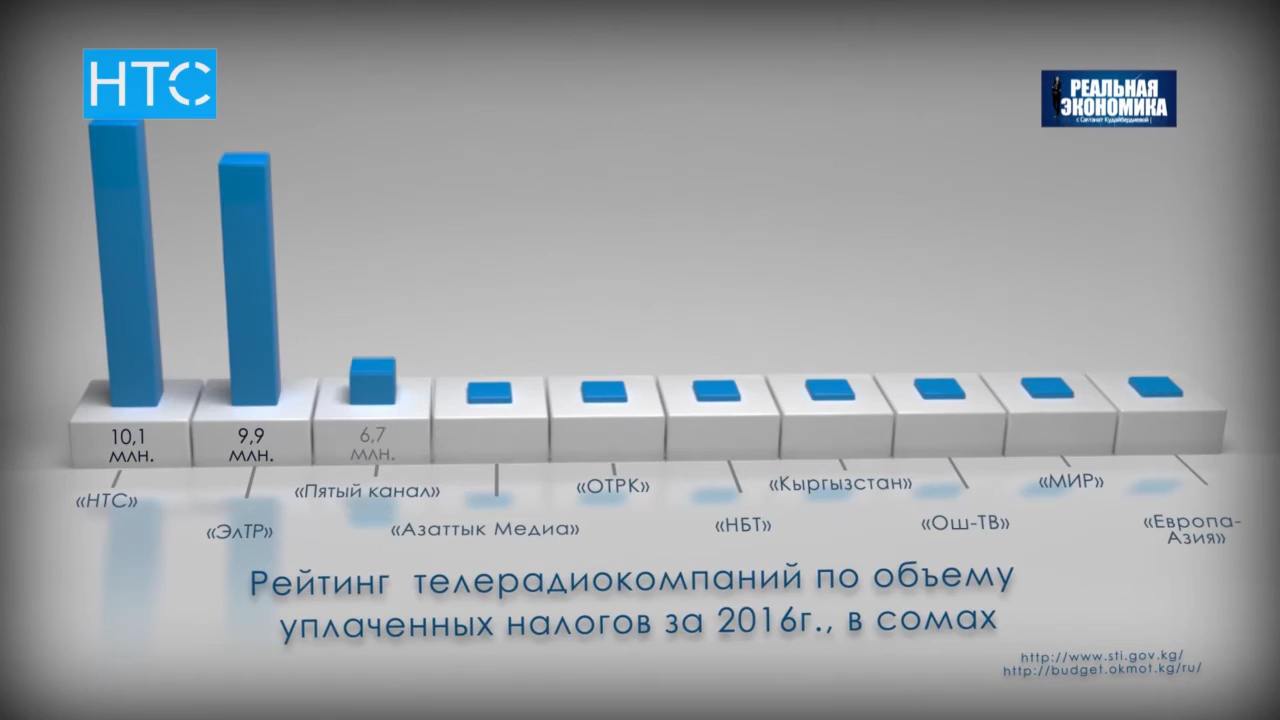 НТС
РЕАЛЬНАЯ
ЭКОНОМИКА
с Салтанат Кудайбердиевой
10,1
млн.
9,9
млн.
6,7
млн.
«НТС»
«ЭлТР»
«Пятый канал»
«Азаттык Медиа»
«ОТРК»
«НБТ»
«Кыргызстан»
«Ош-ТВ»
«МИР»
«Европа-
Азия»
Рейтинг телерадиокомпаний по объему
уплаченных налогов за 2016г., в сомах
http://www.sti.gov.kg/
http://budget.okmot.kg/ru/